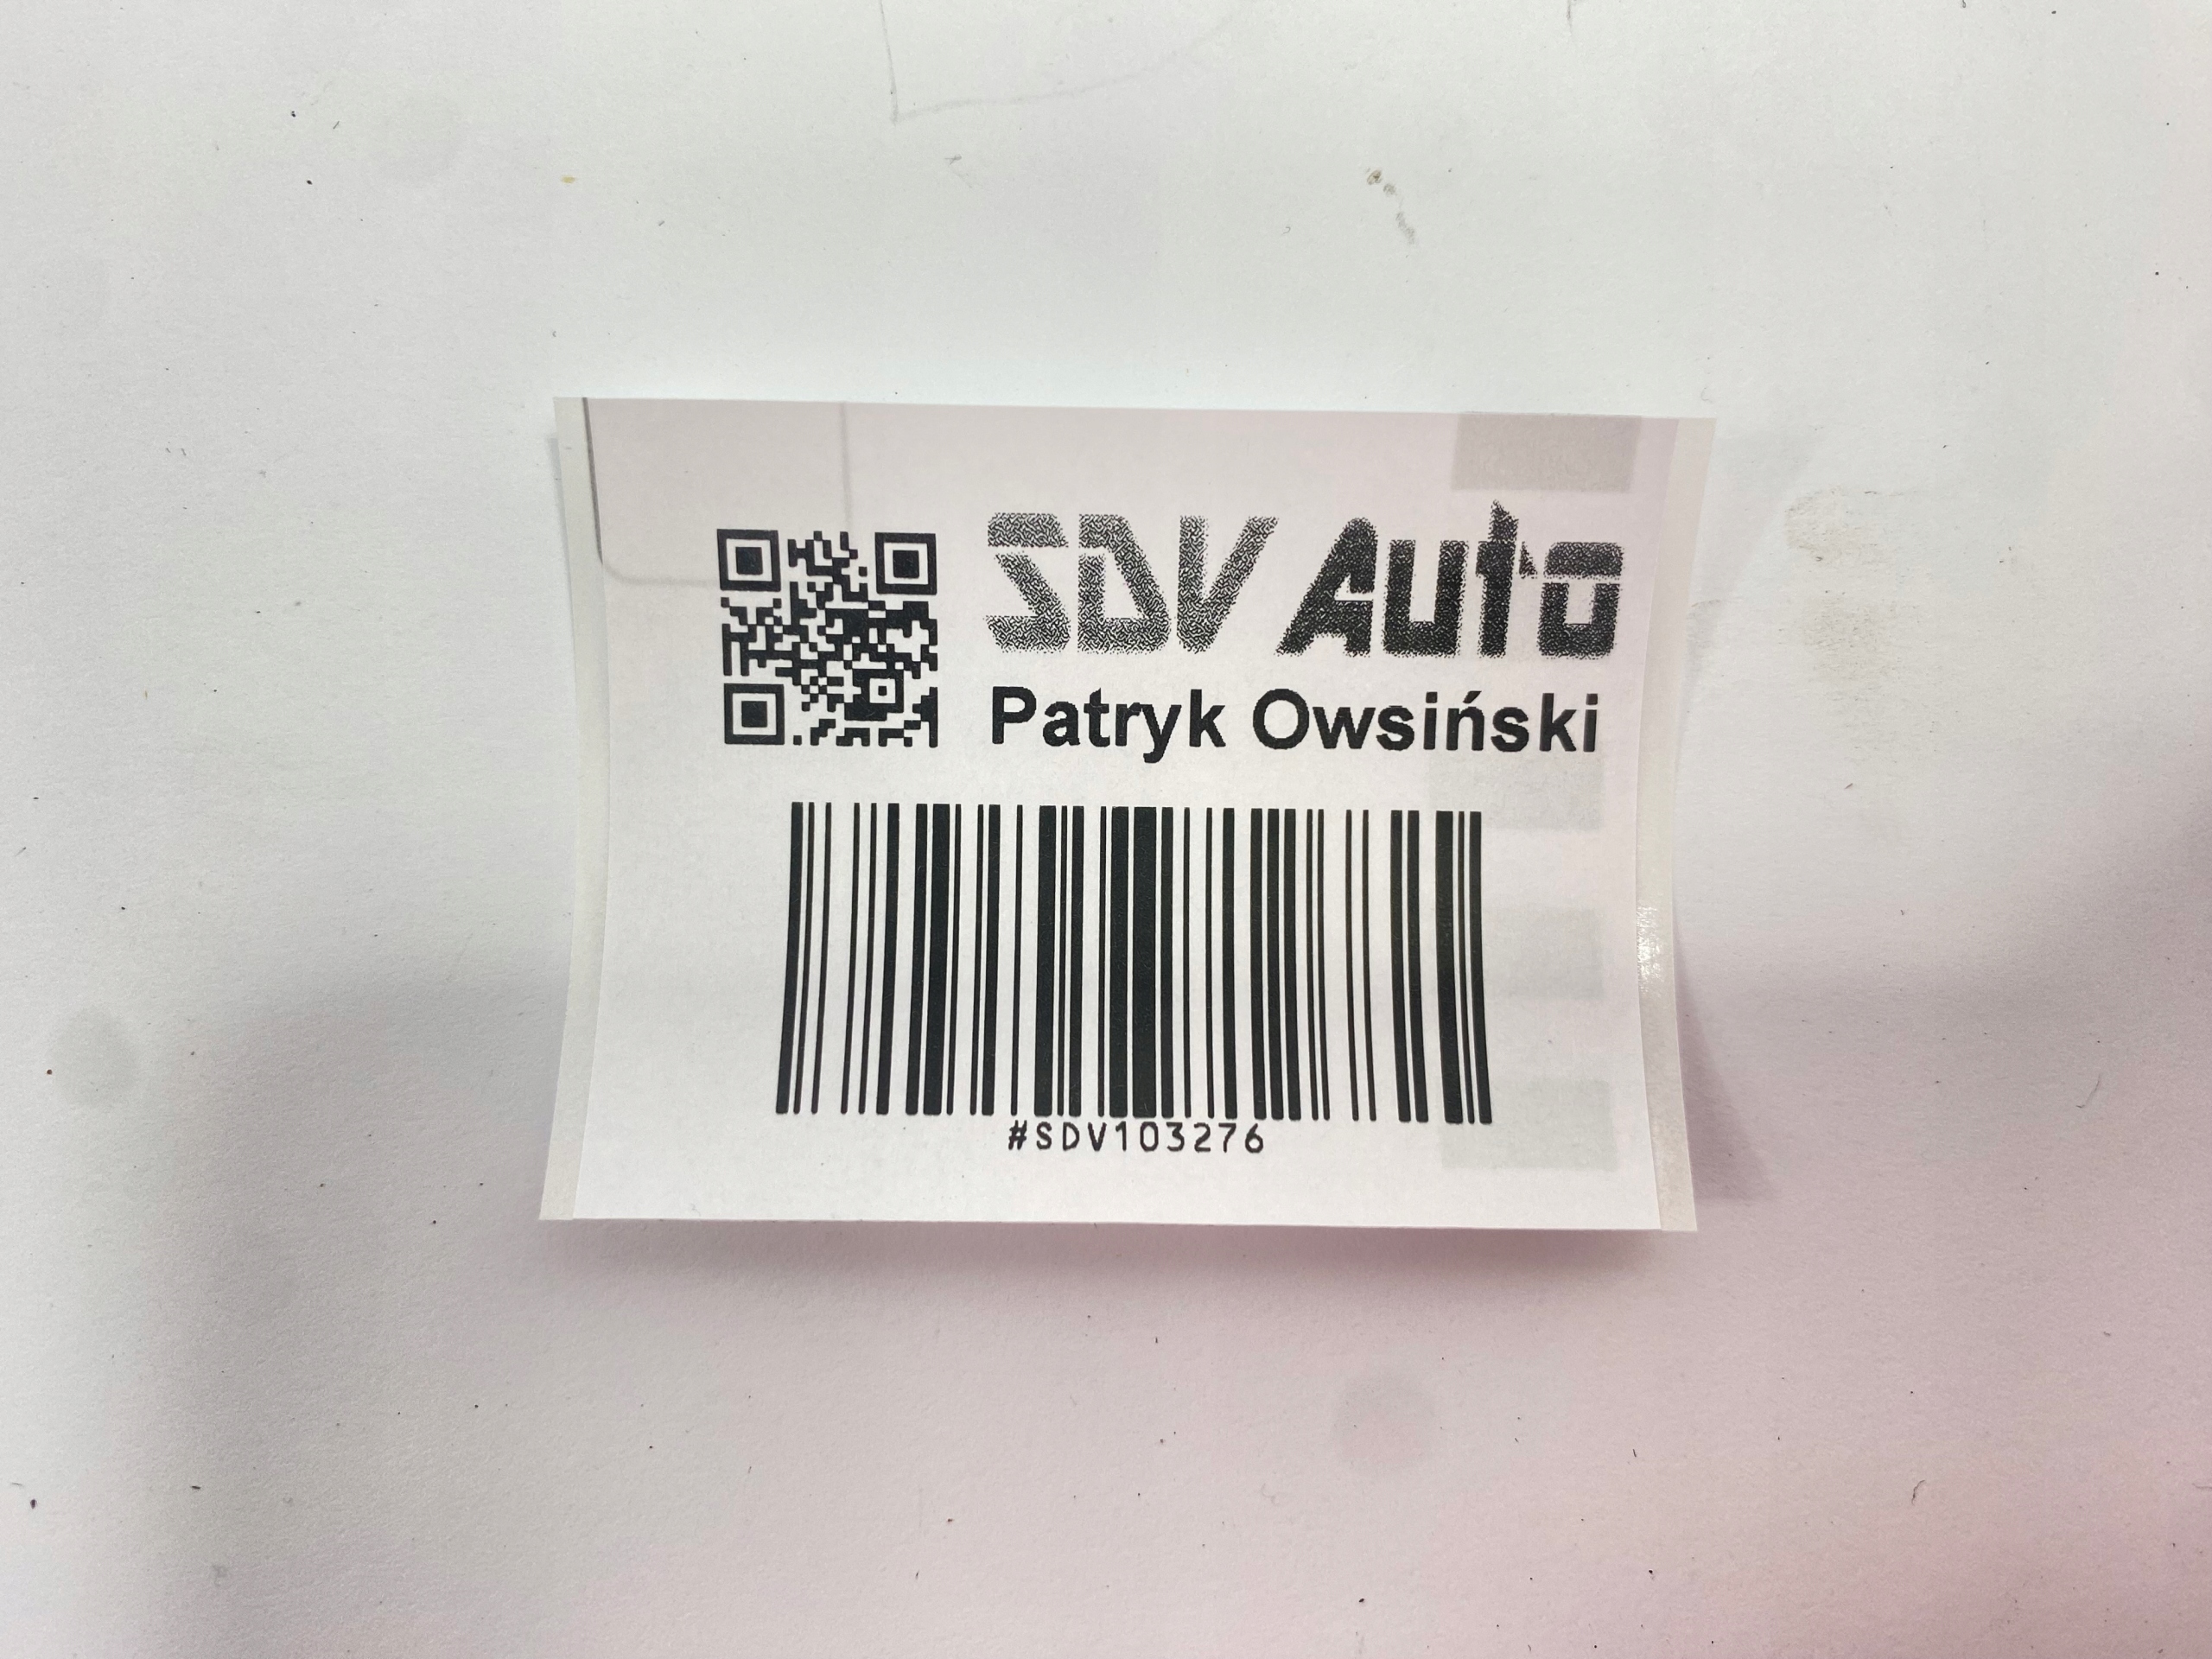 SDV Auto
Patryk Owsiński
#SDV103276